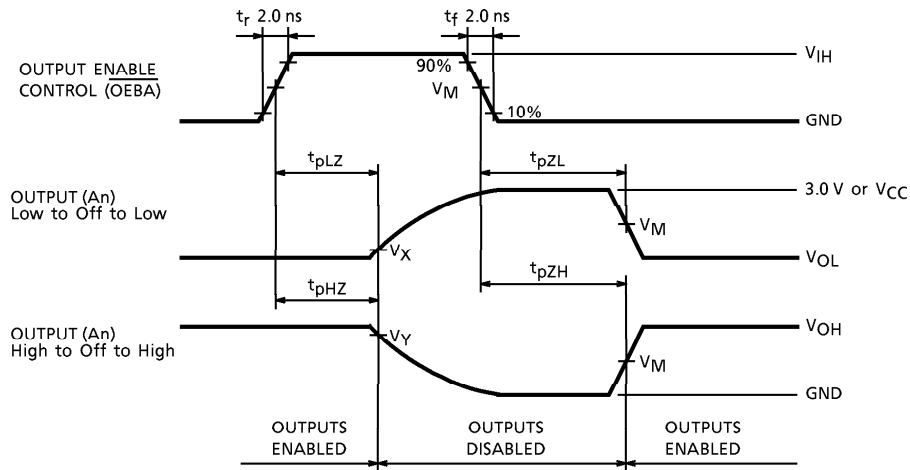 tr 2.0 ns
tf 2.0 ns
OUTPUT ENABLE
CONTROL (O̅E̅B̅A̅)
90%
VM
10%
VIH
GND
tpLZ
tpZL
OUTPUT (An)
Low to Off to Low
3.0 V or VCC
VM
VX
VOL
tpHZ
tpZH
OUTPUT (An)
High to Off to High
VY
VOH
VM
GND
OUTPUTS
ENABLED
OUTPUTS
DISABLED
OUTPUTS
ENABLED